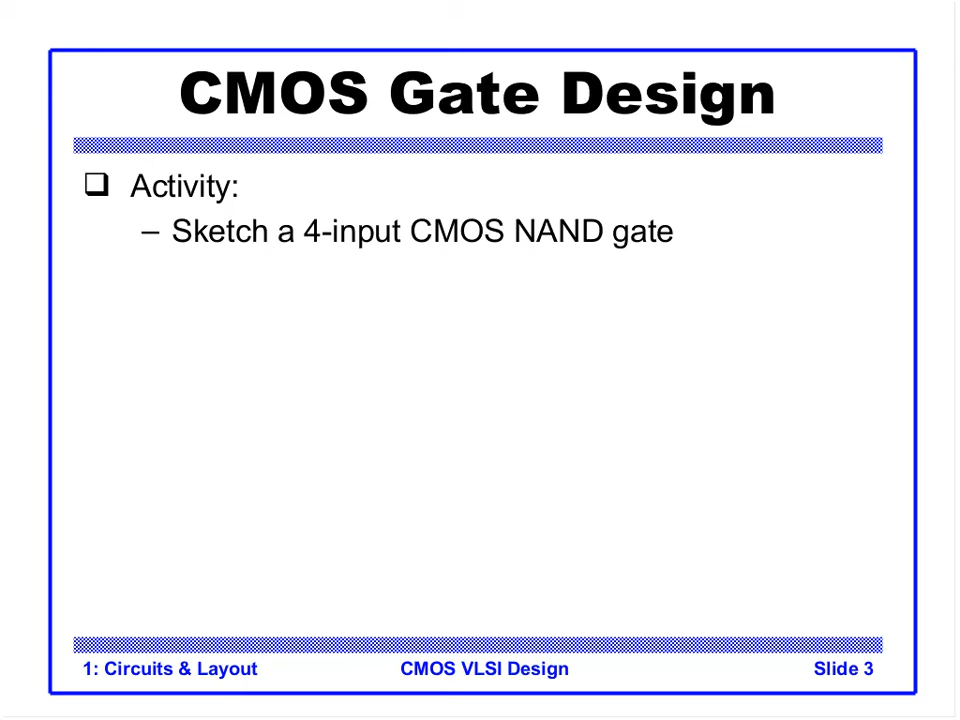 CMOS Gate Design
❑ Activity:
– Sketch a 4-input CMOS NAND gate
1: Circuits & Layout CMOS VLSI Design Slide 3